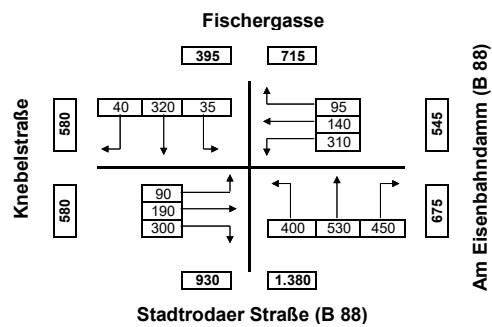 Fischergasse
395 715
Knebelstraße
580
40 320 35
95
140
310
545
Am Eisenbahndamm (B 88)
580
90
190
300
400 530 450
675
930 1.380
Stadtrodaer Straße (B 88)